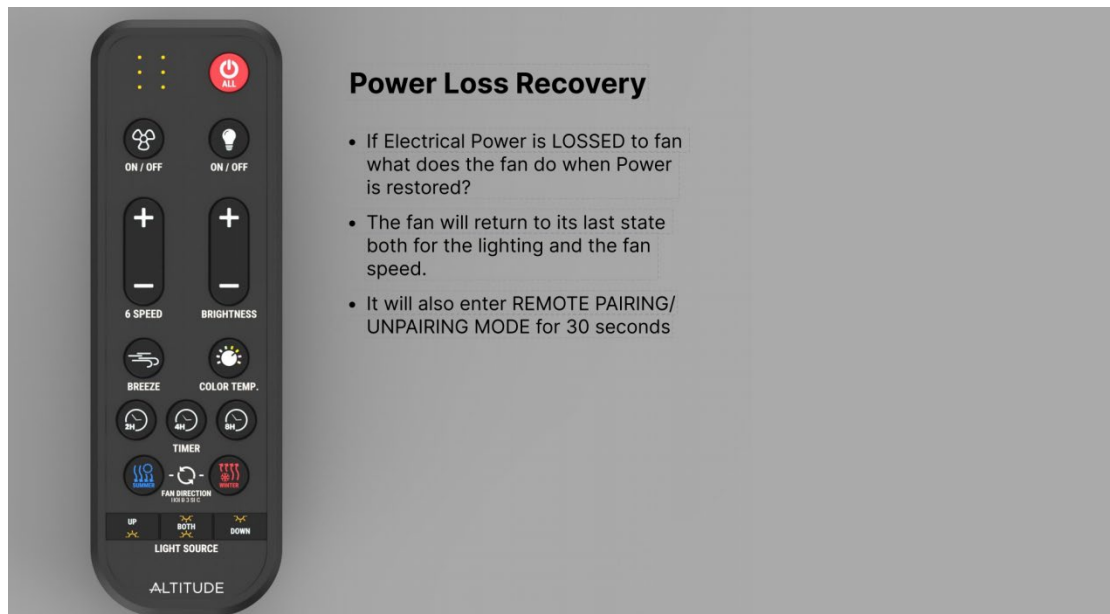 ALL
ON / OFF
ON / OFF
6 SPEED
BRIGHTNESS
BREEZE
COLOR TEMP.
2H
4H
8H
TIMER
SUMMER
WINTER
FAN DIRECTION
UP
BOTH
DOWN
LIGHT SOURCE
ALTITUDE
Power Loss Recovery
• If Electrical Power is LOSSED to fan
what does the fan do when Power
is restored?
• The fan will return to its last state
both for the lighting and the fan
speed.
• It will also enter REMOTE PAIRING/
UNPAIRING MODE for 30 seconds